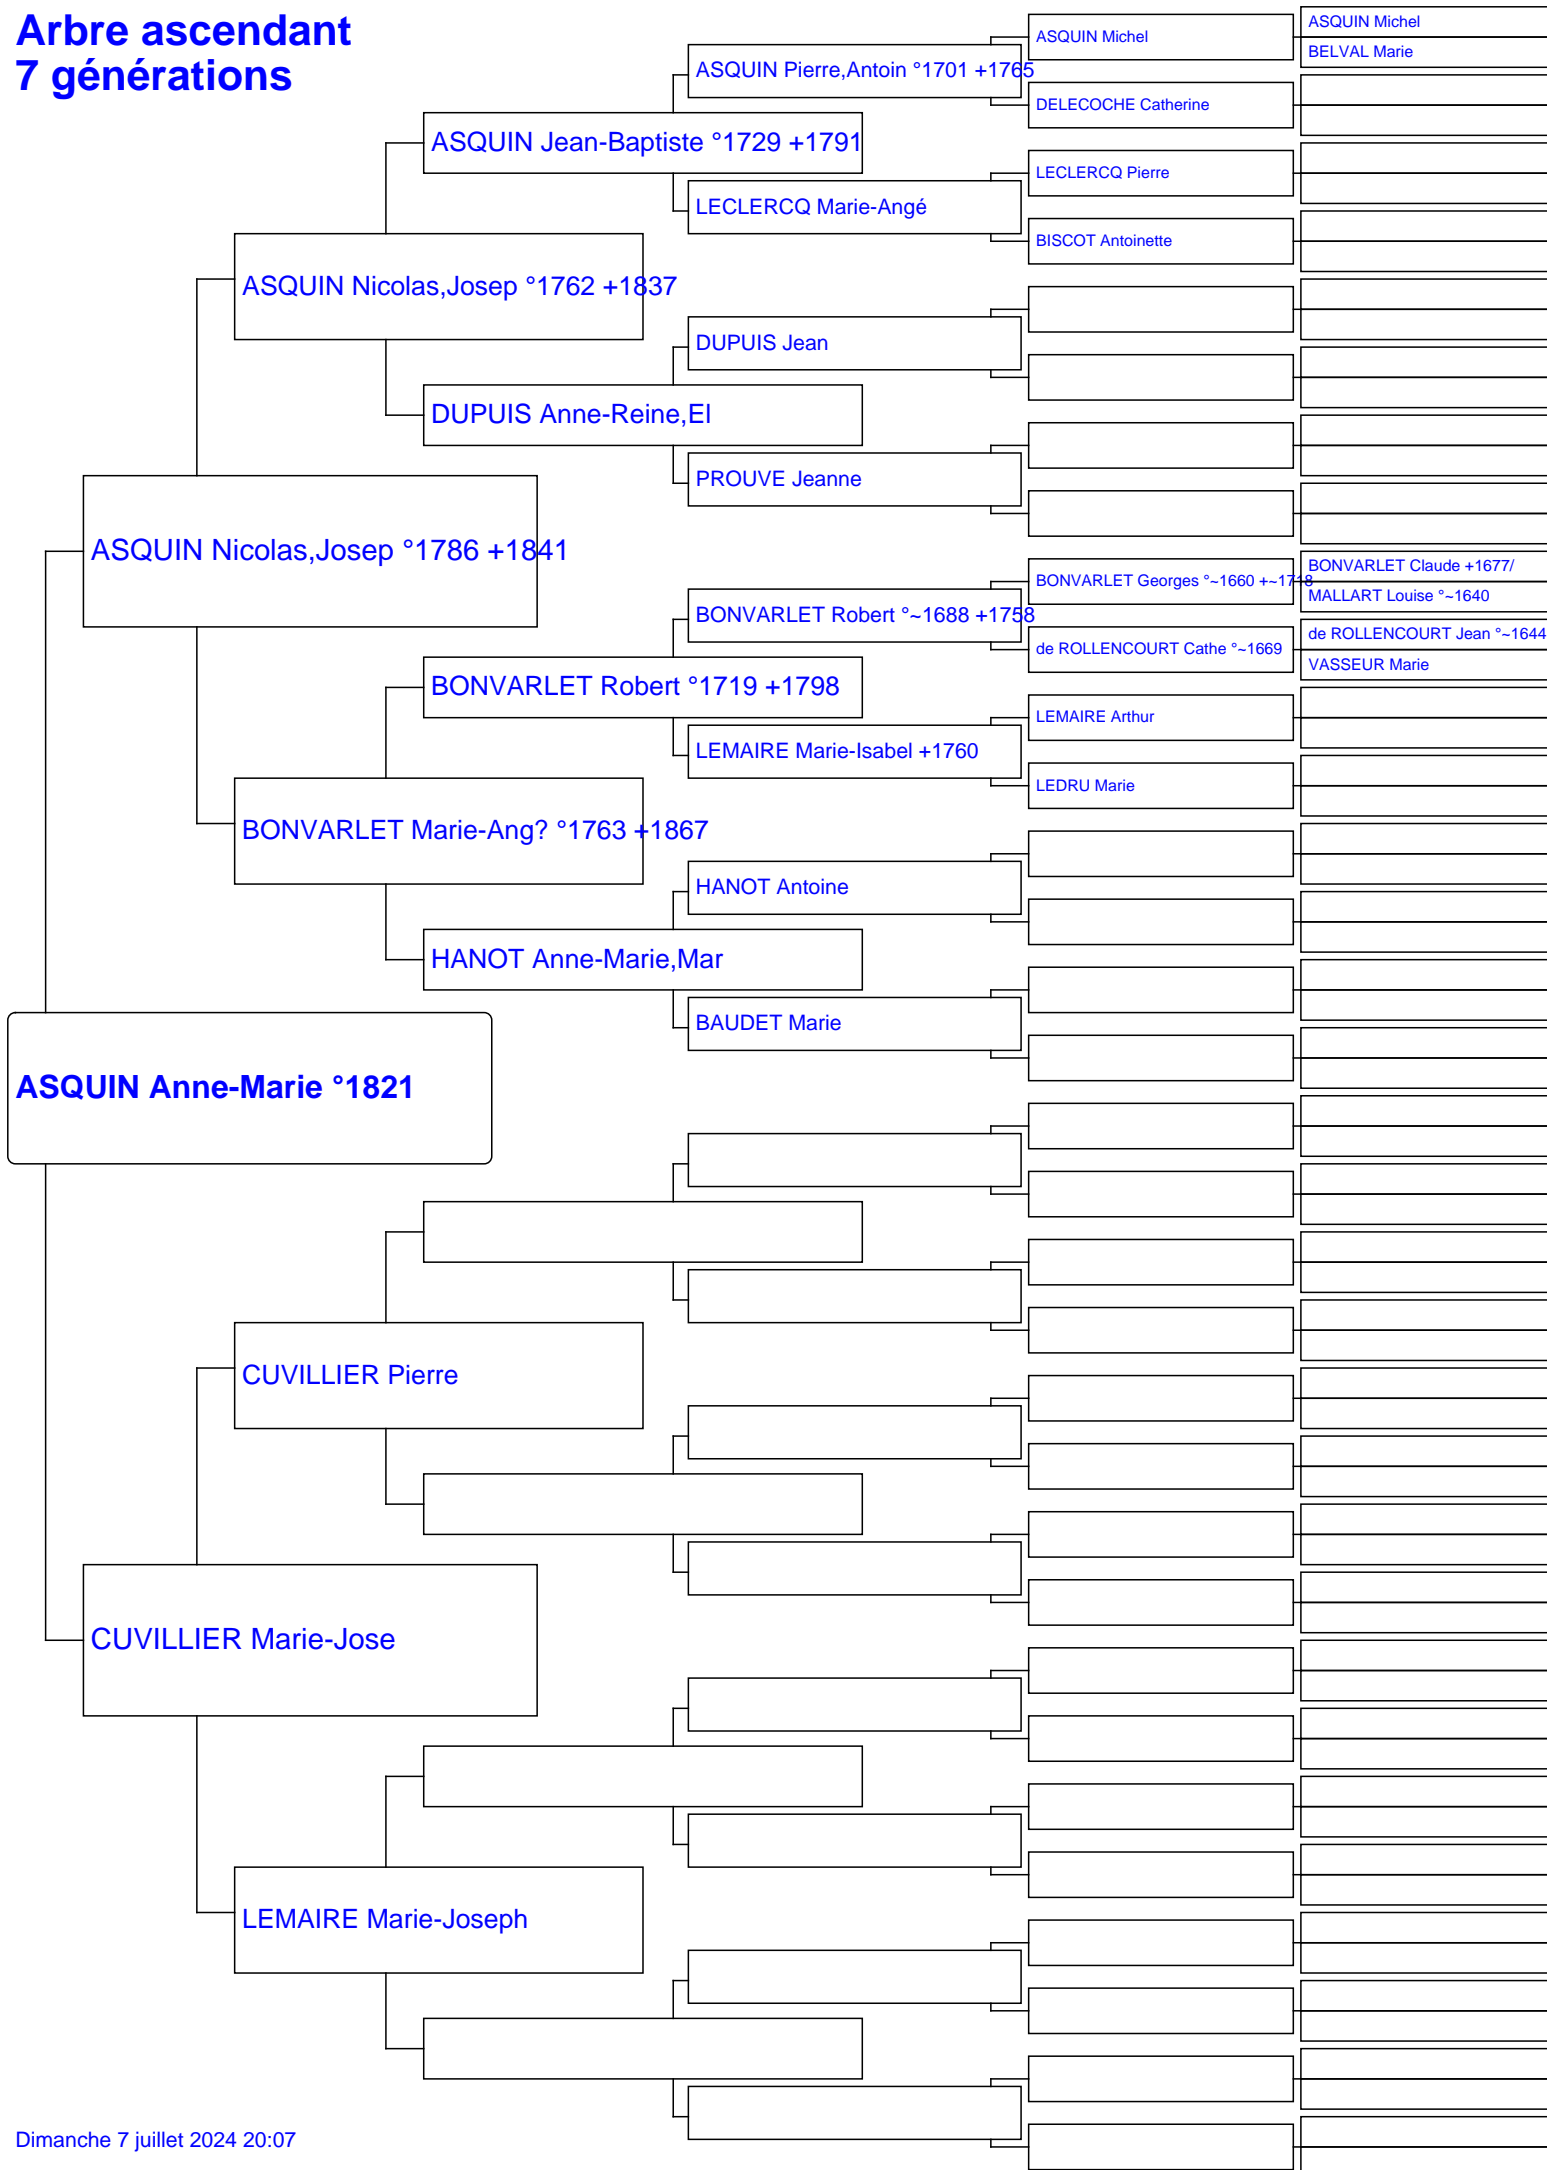 Arbre ascendant
7 générations
ASQUIN Michel
ASQUIN Michel
BELVAL Marie
ASQUIN Pierre,Antoin °1701 +1765
DELECOCHE Catherine
ASQUIN Jean-Baptiste °1729 +1791
LECLERCQ Pierre
LECLERCQ Marie-Angé
BISCOT Antoinette
ASQUIN Nicolas,Josep °1762 +1837
DUPUIS Jean
DUPUIS Anne-Reine,El
PROUVE Jeanne
ASQUIN Nicolas,Josep °1786 +1841
BONVARLET Claude +1677/
BONVARLET Georges °~1660 +~1718
MALLART Louise °~1640
BONVARLET Robert °~1688 +1758
de ROLLENCOURT Jean °~1644
de ROLLENCOURT Cathe °~1669
VASSEUR Marie
BONVARLET Robert °1719 +1798
LEMAIRE Arthur
LEMAIRE Marie-Isabel +1760
LEDRU Marie
BONVARLET Marie-Ang? °1763 +1867
HANOT Antoine
HANOT Anne-Marie,Mar
BAUDET Marie
ASQUIN Anne-Marie °1821
CUVILLIER Pierre
CUVILLIER Marie-Jose
LEMAIRE Marie-Joseph
Dimanche 7 juillet 2024 20:07